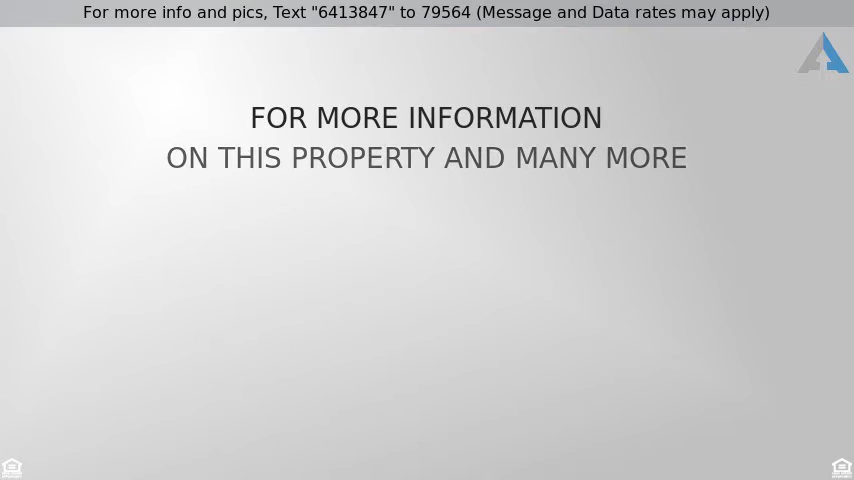 For more info and pics, Text "6413847" to 79564 (Message and Data rates may apply)
FOR MORE INFORMATION
ON THIS PROPERTY AND MANY MORE